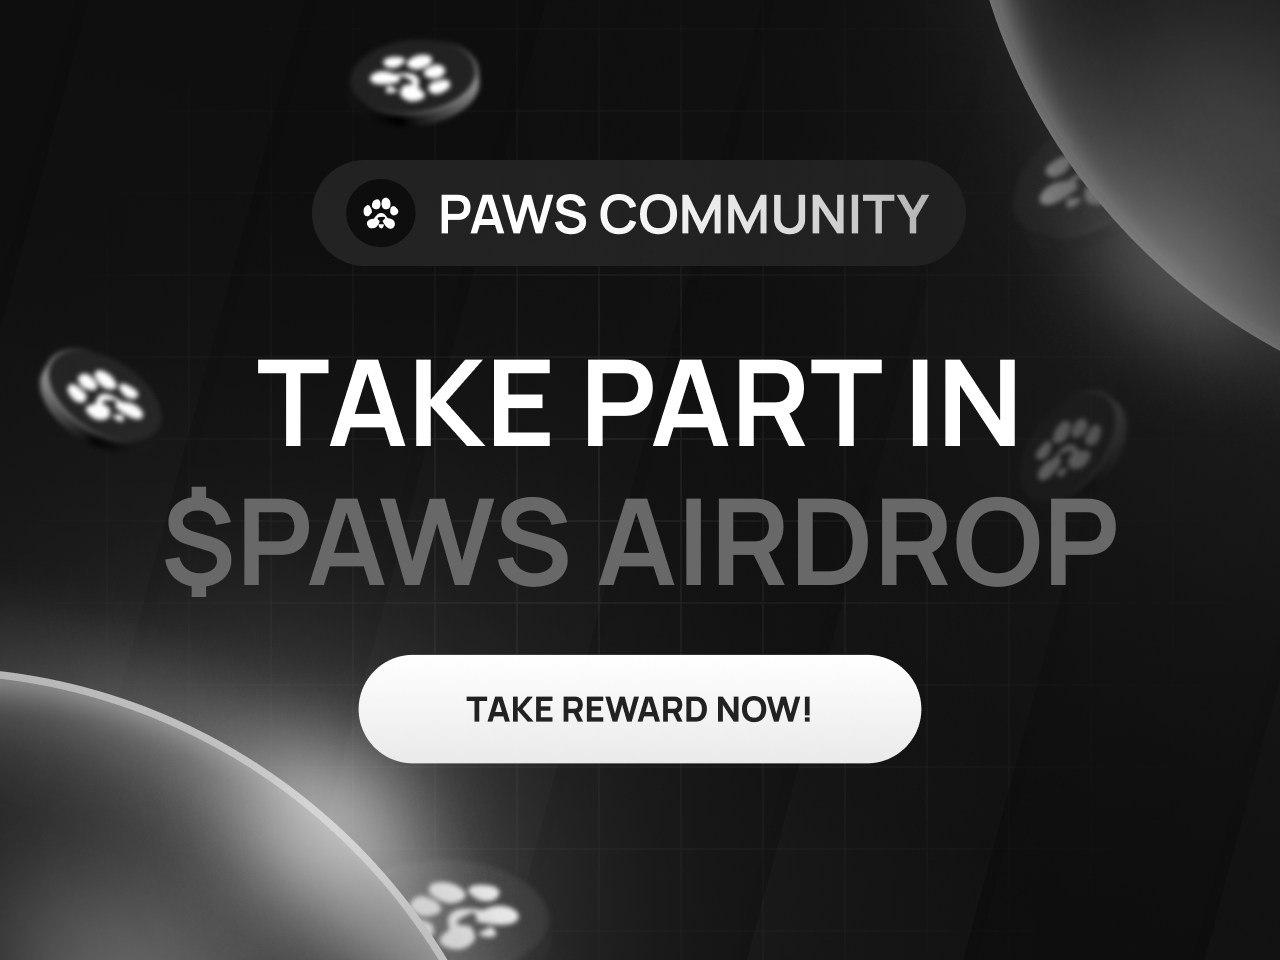 PAWS COMMUNITY
TAKE PART IN
$PAWS AIRDROP
TAKE REWARD NOW!